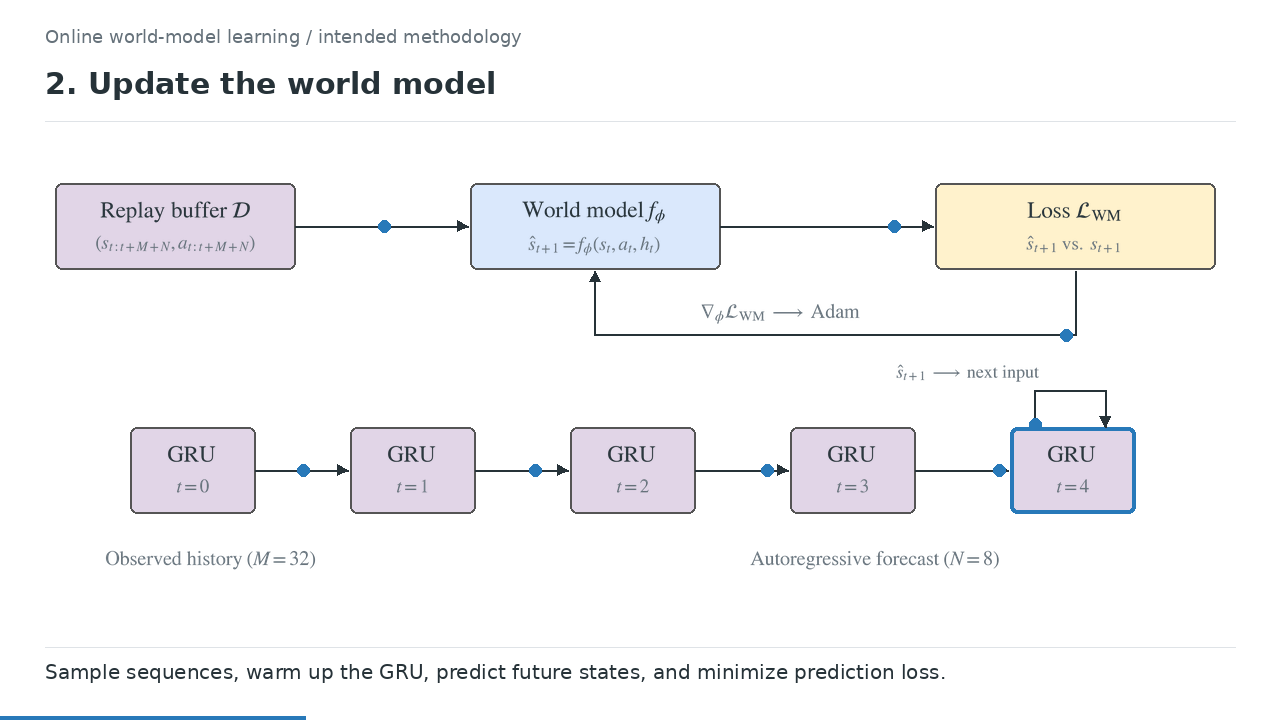 Online world-model learning / intended methodology
2. Update the world model
Replay buffer 𝒟
(s_{t:t+M+N}, a_{t:t+M+N})
World model f_ϕ
ŝ_{t+1} = f_ϕ(s_t, a_t, h_t)
Loss ℒ_WM
ŝ_{t+1} vs. s_{t+1}
∇_ϕ ℒ_WM ⟶ Adam
ŝ_{t+1} ⟶ next input
GRU
t=0
GRU
t=1
GRU
t=2
GRU
t=3
GRU
t=4
Observed history (M=32)
Autoregressive forecast (N=8)
Sample sequences, warm up the GRU, predict future states, and minimize prediction loss.